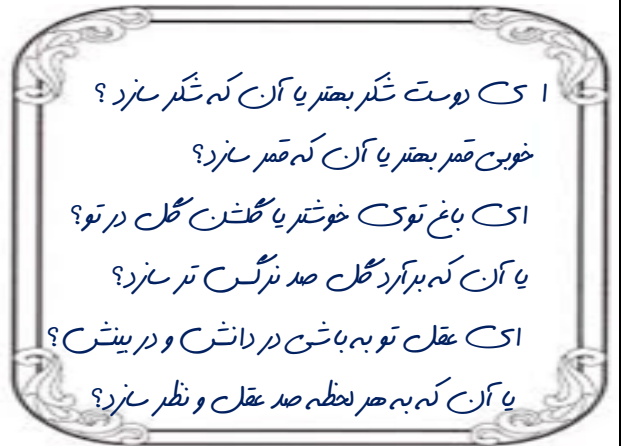 ای دوست شکر بهتر یا آن که شکر سازد ؟
خوبی قمر بهتر یا آن که قمر سازد؟
ای باغ توی خوشتر یا گلشن گل در تو؟
یا آن که برآرد گل صد نرگس تر سازد؟
ای عقل تو به باشی در دانش و در بینش؟
یا آن که به هر لحظه صد عقل و نظر سازد؟